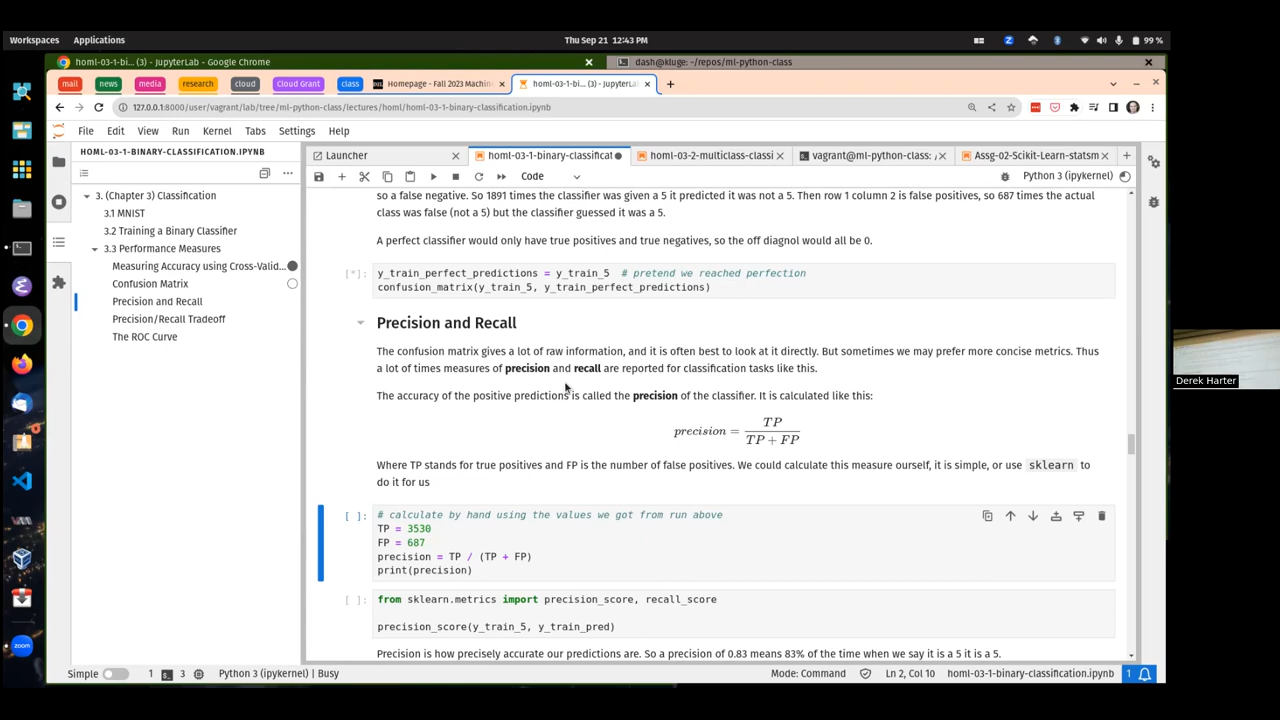 Workspaces Applications Thu Sep 21 12:43 PM 99 %
homl-03-1-bi... (3) - JupyterLab - Google Chrome dash@kluge: ~/repos/ml-python-class
mail news media research cloud Cloud Grant class Homepage - Fall 2023 Machin homl-03-1-bi... (3) - JupyterLa
127.0.0.1:8000/user/vagrant/lab/tree/ml-python-class/lectures/homl/homl-03-1-binary-classification.ipynb
File Edit View Run Kernel Tabs Settings Help
HOML-03-1-BINARY-CLASSIFICATION.IPYNB
3. (Chapter 3) Classification
3.1 MNIST
3.2 Training a Binary Classifier
3.3 Performance Measures
Measuring Accuracy using Cross-Valid...
Confusion Matrix
Precision and Recall
Precision/Recall Tradeoff
The ROC Curve
Launcher homl-03-1-binary-classificat homl-03-2-multiclass-classi vagrant@ml-python-class: / Assg-02-Scikit-Learn-statsm
Code Python 3 (ipykernel)
so a false negative. So 1891 times the classifier was given a 5 it predicted it was not a 5. Then row 1 column 2 is false positives, so 687 times the actual
class was false (not a 5) but the classifier guessed it was a 5.
A perfect classifier would only have true positives and true negatives, so the off diagnol would all be 0.
[*]: y_train_perfect_predictions = y_train_5 # pretend we reached perfection
confusion_matrix(y_train_5, y_train_perfect_predictions)
Precision and Recall
The confusion matrix gives a lot of raw information, and it is often best to look at it directly. But sometimes we may prefer more concise metrics. Thus
a lot of times measures of precision and recall are reported for classification tasks like this.
The accuracy of the positive predictions is called the precision of the classifier. It is calculated like this:
precision = TP / TP + FP
Where TP stands for true positives and FP is the number of false positives. We could calculate this measure ourself, it is simple, or use sklearn to
do it for us
[ ]: # calculate by hand using the values we got from run above
TP = 3530
FP = 687
precision = TP / (TP + FP)
print(precision)
[ ]: from sklearn.metrics import precision_score, recall_score
precision_score(y_train_5, y_train_pred)
Precision is how precisely accurate our predictions are. So a precision of 0.83 means 83% of the time when we say it is a 5 it is a 5.
Simple 1 3 Python 3 (ipykernel) | Busy Mode: Command Ln 2, Col 10 homl-03-1-binary-classification.ipynb 1
zoom
Derek Harter